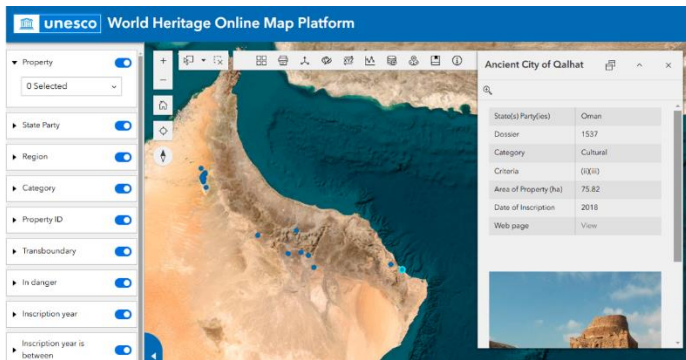 unesco World Heritage Online Map Platform
Property
0 Selected
State Party
Region
Category
Property ID
Transboundary
In danger
Inscription year
Inscription year is
between
Ancient City of Qalhat
State(s) Party(ies) Oman
Dossier 1537
Category Cultural
Criteria (ii)(iii)
Area of Property (ha) 75.82
Date of Inscription 2018
Web page View